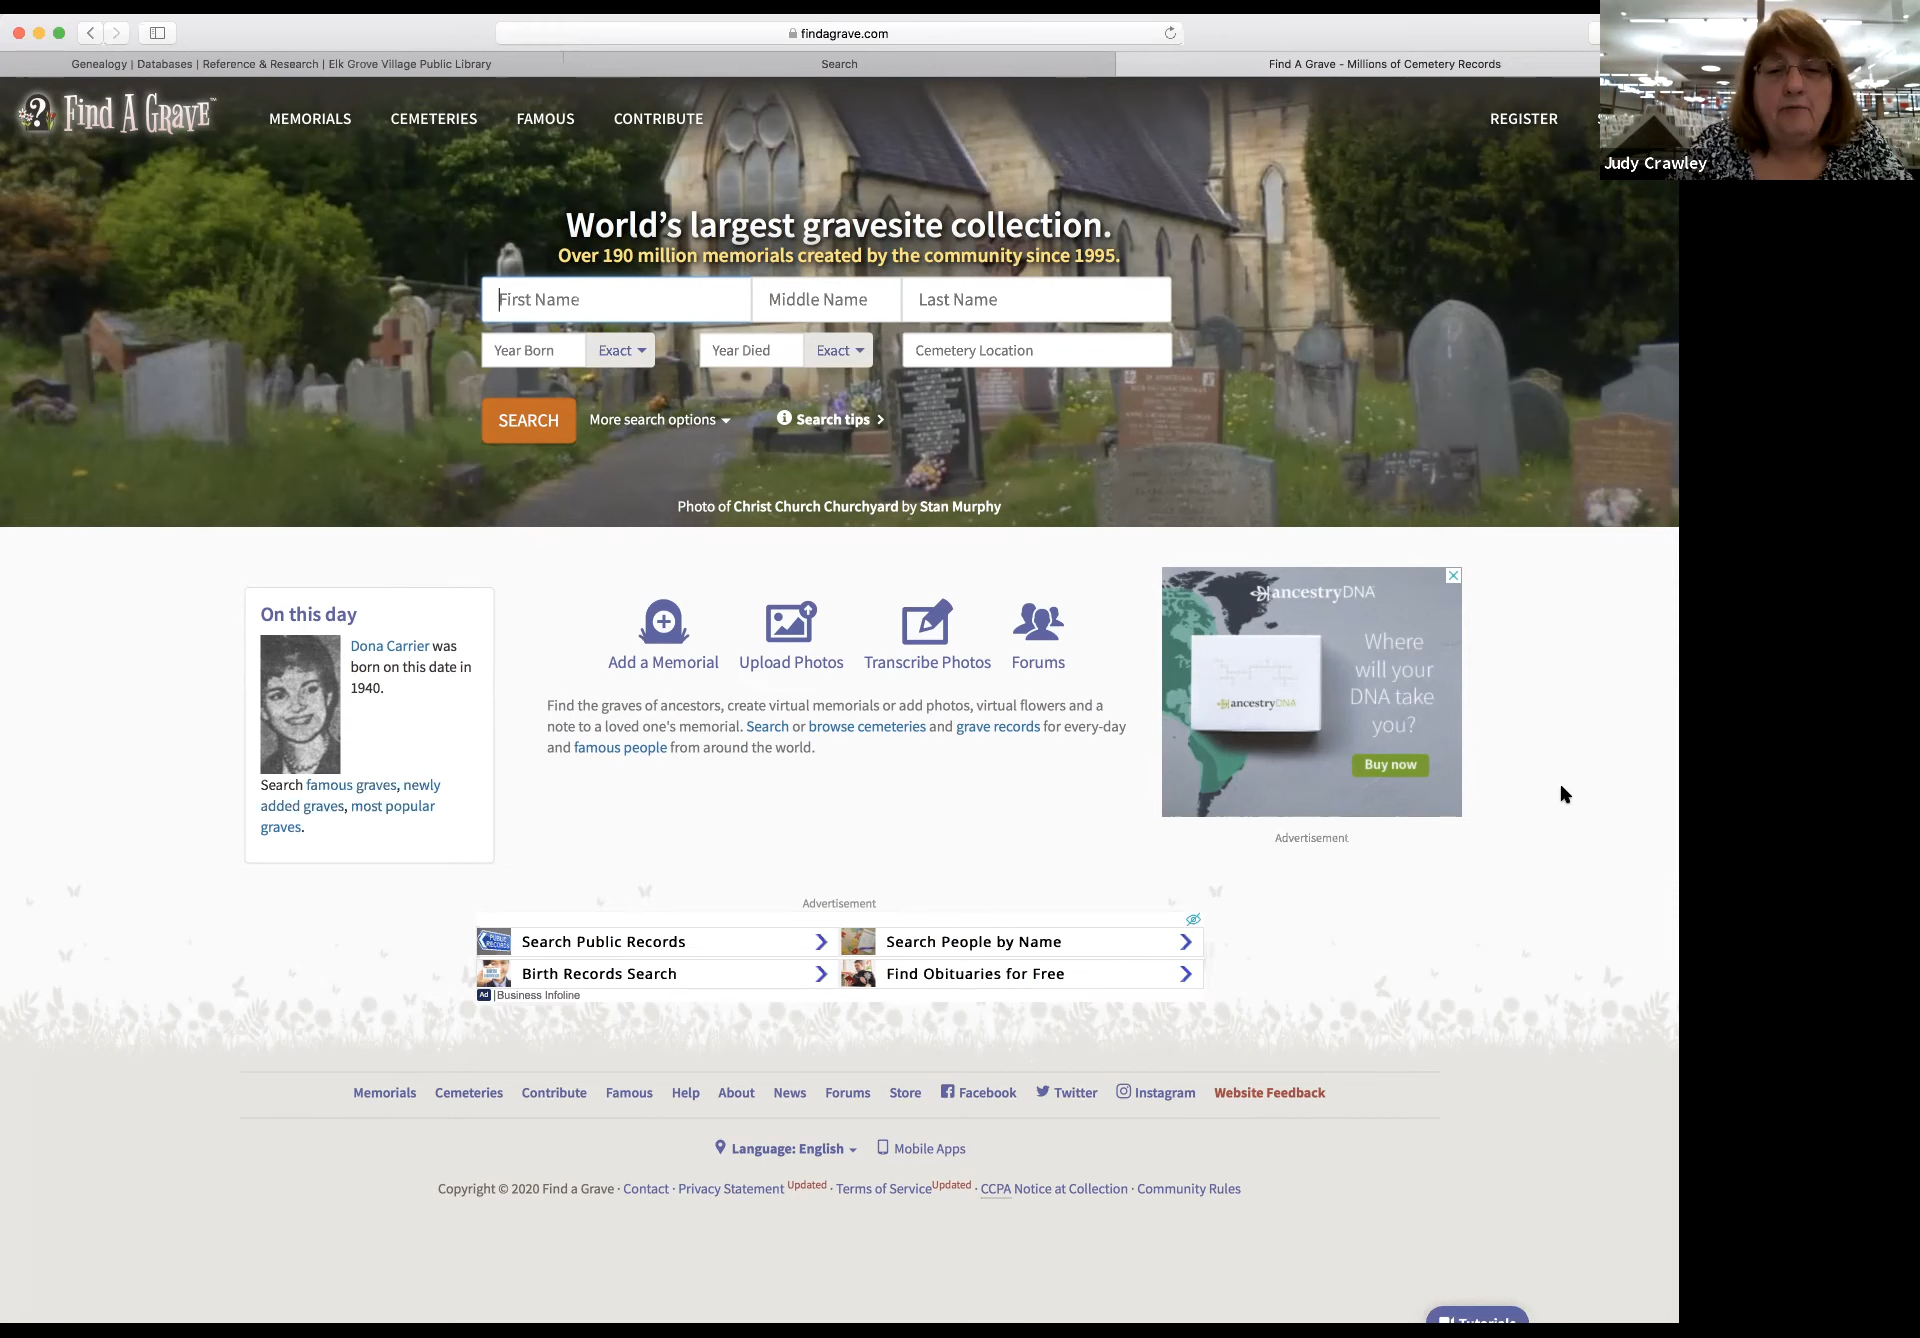 findagrave.com
Genealogy | Databases | Reference & Research | Elk Grove Village Public Library
Search
Find A Grave - Millions of Cemetery Records
Find A Grave™
MEMORIALS
CEMETERIES
FAMOUS
CONTRIBUTE
REGISTER
Judy Crawley
World's largest gravesite collection.
Over 190 million memorials created by the community since 1995.
First Name
Middle Name
Last Name
Year Born
Exact
Year Died
Exact
Cemetery Location
SEARCH
More search options
Search tips
Photo of Christ Church Churchyard by Stan Murphy
On this day
Dona Carrier was
born on this date in
1940.
Search famous graves, newly
added graves, most popular
graves.
Add a Memorial
Upload Photos
Transcribe Photos
Forums
Find the graves of ancestors, create virtual memorials or add photos, virtual flowers and a
note to a loved one's memorial. Search or browse cemeteries and grave records for every-day
and famous people from around the world.
ancestryDNA
Where
will your
DNA take
you?
ancestryDNA
Buy now
Advertisement
Advertisement
PUBLIC RECORDS
Search Public Records
Search People by Name
Birth Records Search
Find Obituaries for Free
Ad | Business Infoline
Memorials
Cemeteries
Contribute
Famous
Help
About
News
Forums
Store
Facebook
Twitter
Instagram
Website Feedback
Language: English
Mobile Apps
Copyright © 2020 Find a Grave · Contact · Privacy Statement Updated · Terms of Service Updated · CCPA Notice at Collection · Community Rules
Tutorials